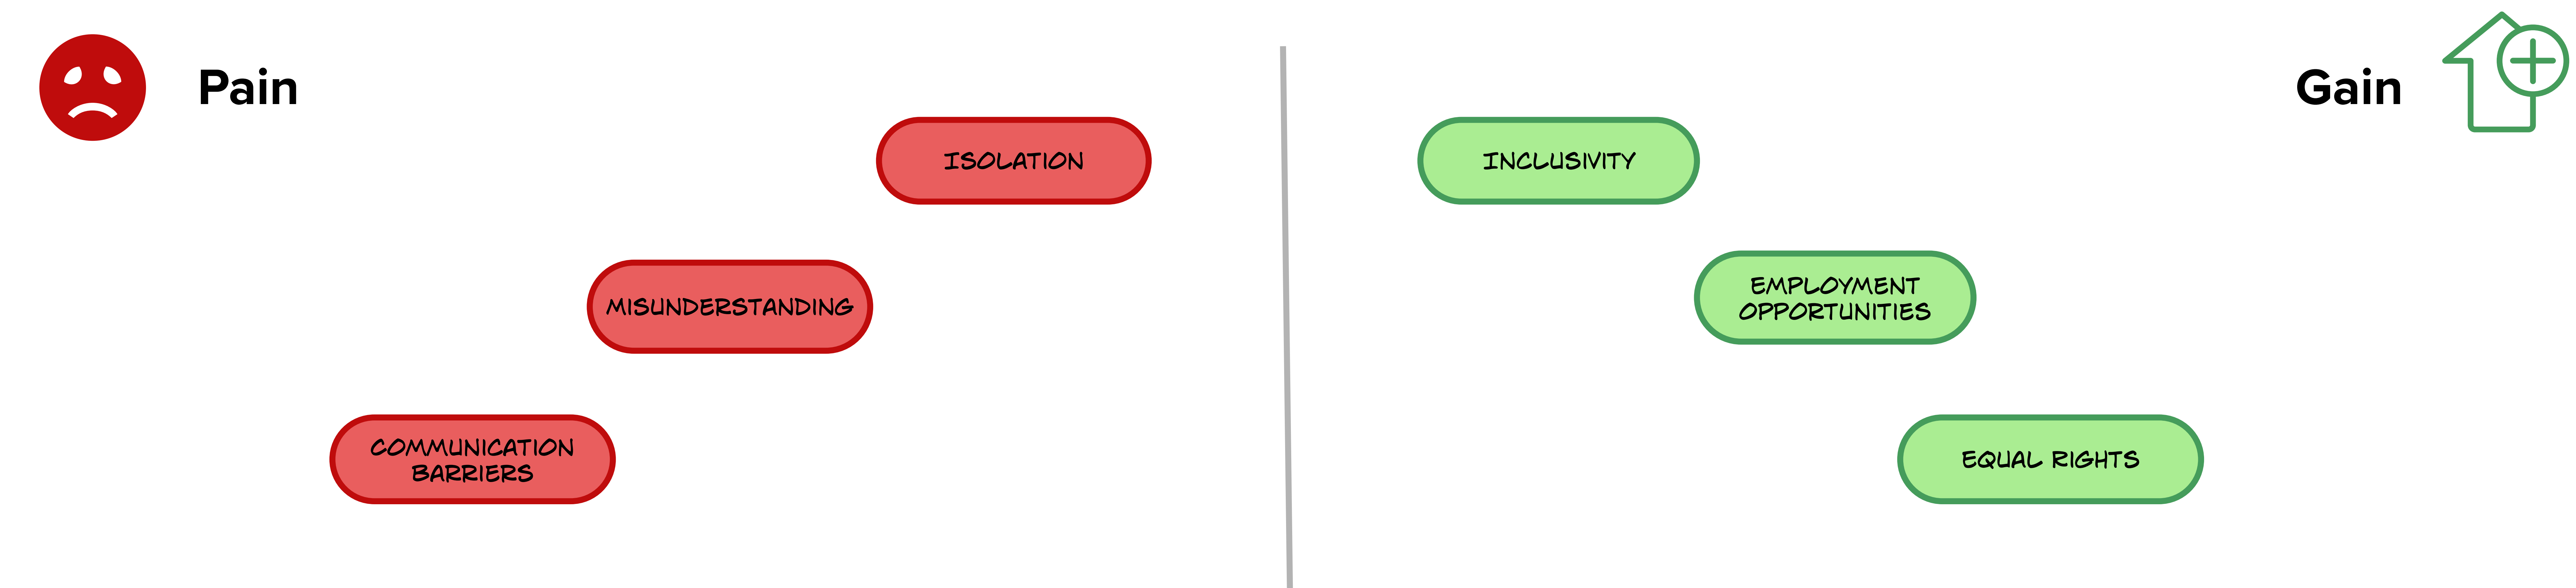 Pain
ISOLATION
MISUNDERSTANDING
COMMUNICATION
BARRIERS
Gain
INCLUSIVITY
EMPLOYMENT
OPPORTUNITIES
EQUAL RIGHTS